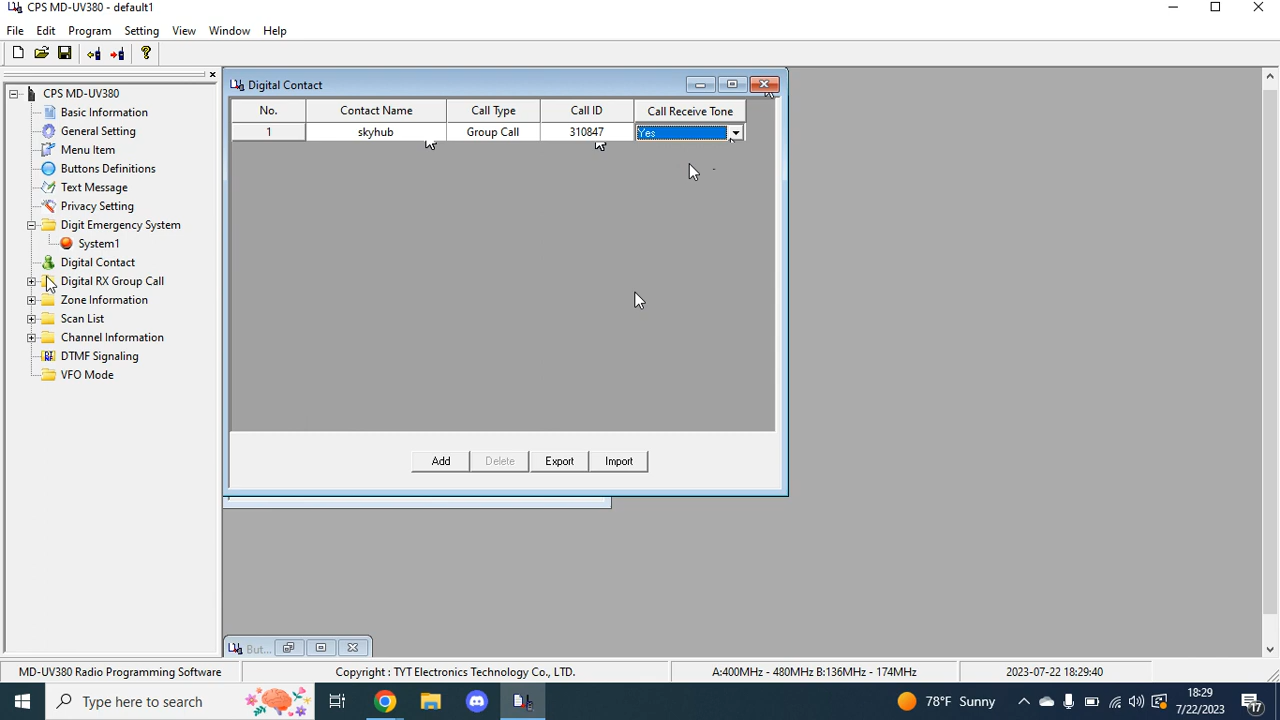 CPS MD-UV380 - default1
File Edit Program Setting View Window Help
CPS MD-UV380
Basic Information
General Setting
Menu Item
Buttons Definitions
Text Message
Privacy Setting
Digit Emergency System
System1
Digital Contact
Digital RX Group Call
Zone Information
Scan List
Channel Information
DTMF Signaling
VFO Mode
Digital Contact
No. Contact Name Call Type Call ID Call Receive Tone
1 skyhub Group Call 310847 Yes
Add Delete Export Import
But...
MD-UV380 Radio Programming Software Copyright : TYT Electronics Technology Co., LTD. A:400MHz - 480MHz B:136MHz - 174MHz 2023-07-22 18:29:40
Type here to search 78°F Sunny 18:29
7/22/2023 17